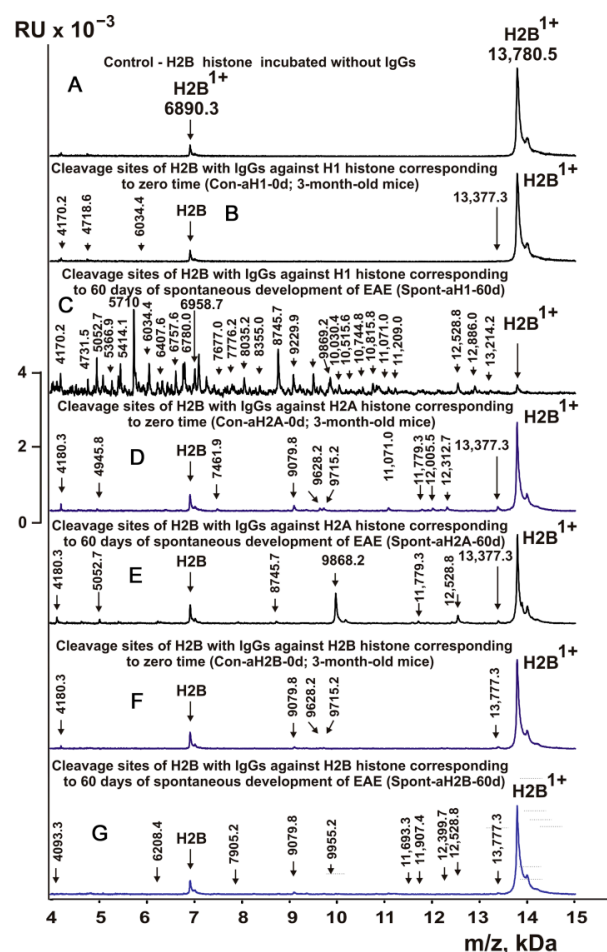 RU x 10⁻³
H2B¹⁺
13,780.5
Control - H2B histone incubated without IgGs
A
H2B¹⁺
6890.3
Cleavage sites of H2B with IgGs against H1 histone corresponding
to zero time (Con-aH1-0d; 3-month-old mice)
H2B¹⁺
4170.2
4718.6
6034.4
H2B
B
13,377.3
Cleavage sites of H2B with IgGs against H1 histone corresponding
to 60 days of spontaneous development of EAE (Spont-aH1-60d)
C
4170.2
4731.5
5052.7
5366.9
5414.1
5710
6034.4
6407.6
6757.6
6780.0
6958.7
7677.0
7776.2
8035.2
8355.0
8745.7
9229.9
9869.2
10,030.4
10,515.6
10,744.8
10,815.8
11,071.0
11,209.0
12,528.8
12,886.0
13,214.2
H2B¹⁺
4
2
0
Cleavage sites of H2B with IgGs against H2A histone corresponding
to zero time (Con-aH2A-0d; 3-month-old mice)
H2B¹⁺
D
4180.3
4945.8
H2B
7461.9
9079.8
9628.2
9715.2
11,071.0
11,779.3
12,005.5
12,312.7
13,377.3
Cleavage sites of H2B with IgGs against H2A histone corresponding
to 60 days of spontaneous development of EAE (Spont-aH2A-60d)
H2B¹⁺
E
4180.3
5052.7
H2B
8745.7
9868.2
11,779.3
12,528.8
13,377.3
Cleavage sites of H2B with IgGs against H2B histone corresponding
to zero time (Con-aH2B-0d; 3-month-old mice)
H2B¹⁺
F
4180.3
H2B
9079.8
9628.2
9715.2
13,777.3
Cleavage sites of H2B with IgGs against H2B histone corresponding
to 60 days of spontaneous development of EAE (Spont-aH2B-60d)
H2B¹⁺
G
4093.3
6208.4
H2B
7905.2
9079.8
9955.2
11,693.3
11,907.4
12,399.7
12,528.8
13,777.3
4 5 6 7 8 9 10 11 12 13 14 15
m/z, kDa